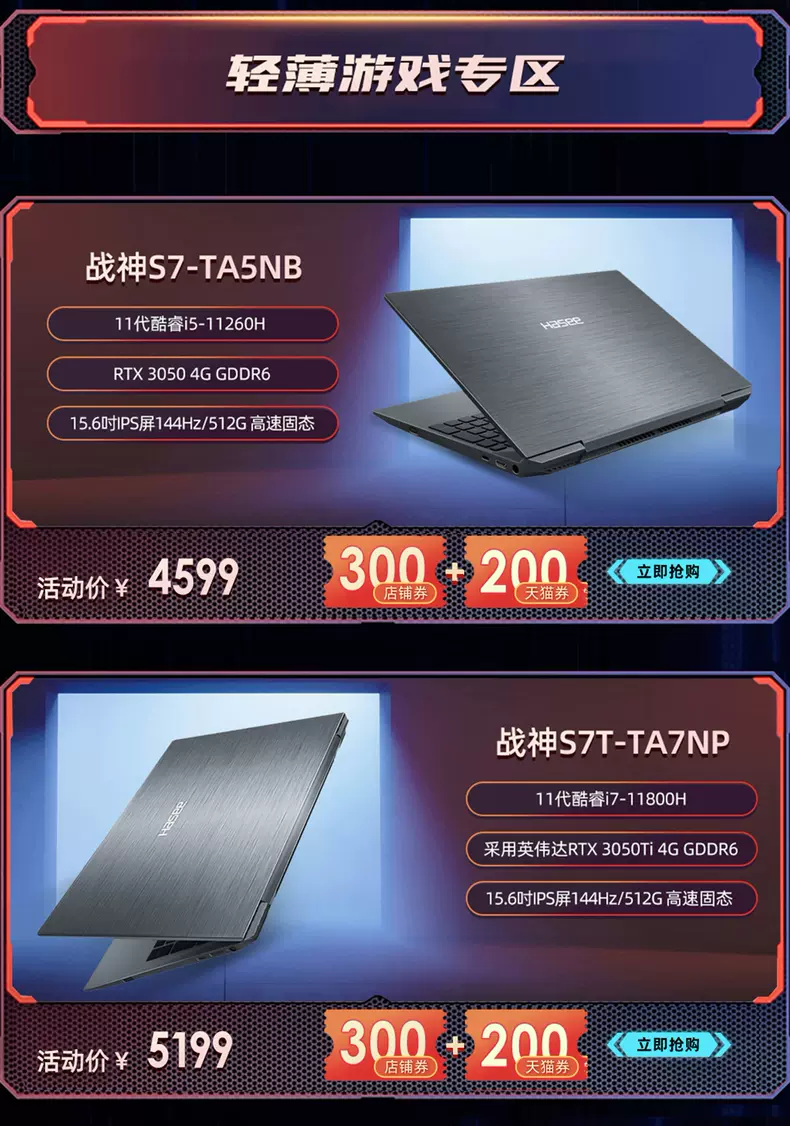 轻薄游戏专区
战神S7-TA5NB
11代酷睿i5-11260H
RTX 3050 4G GDDR6
15.6吋IPS屏144Hz/512G 高速固态
Hasee
活动价¥ 4599
300 店铺券 + 200 天猫券
立即抢购
战神S7T-TA7NP
11代酷睿i7-11800H
采用英伟达RTX 3050Ti 4G GDDR6
15.6吋IPS屏144Hz/512G 高速固态
Hasee
活动价¥ 5199
300 店铺券 + 200 天猫券
立即抢购